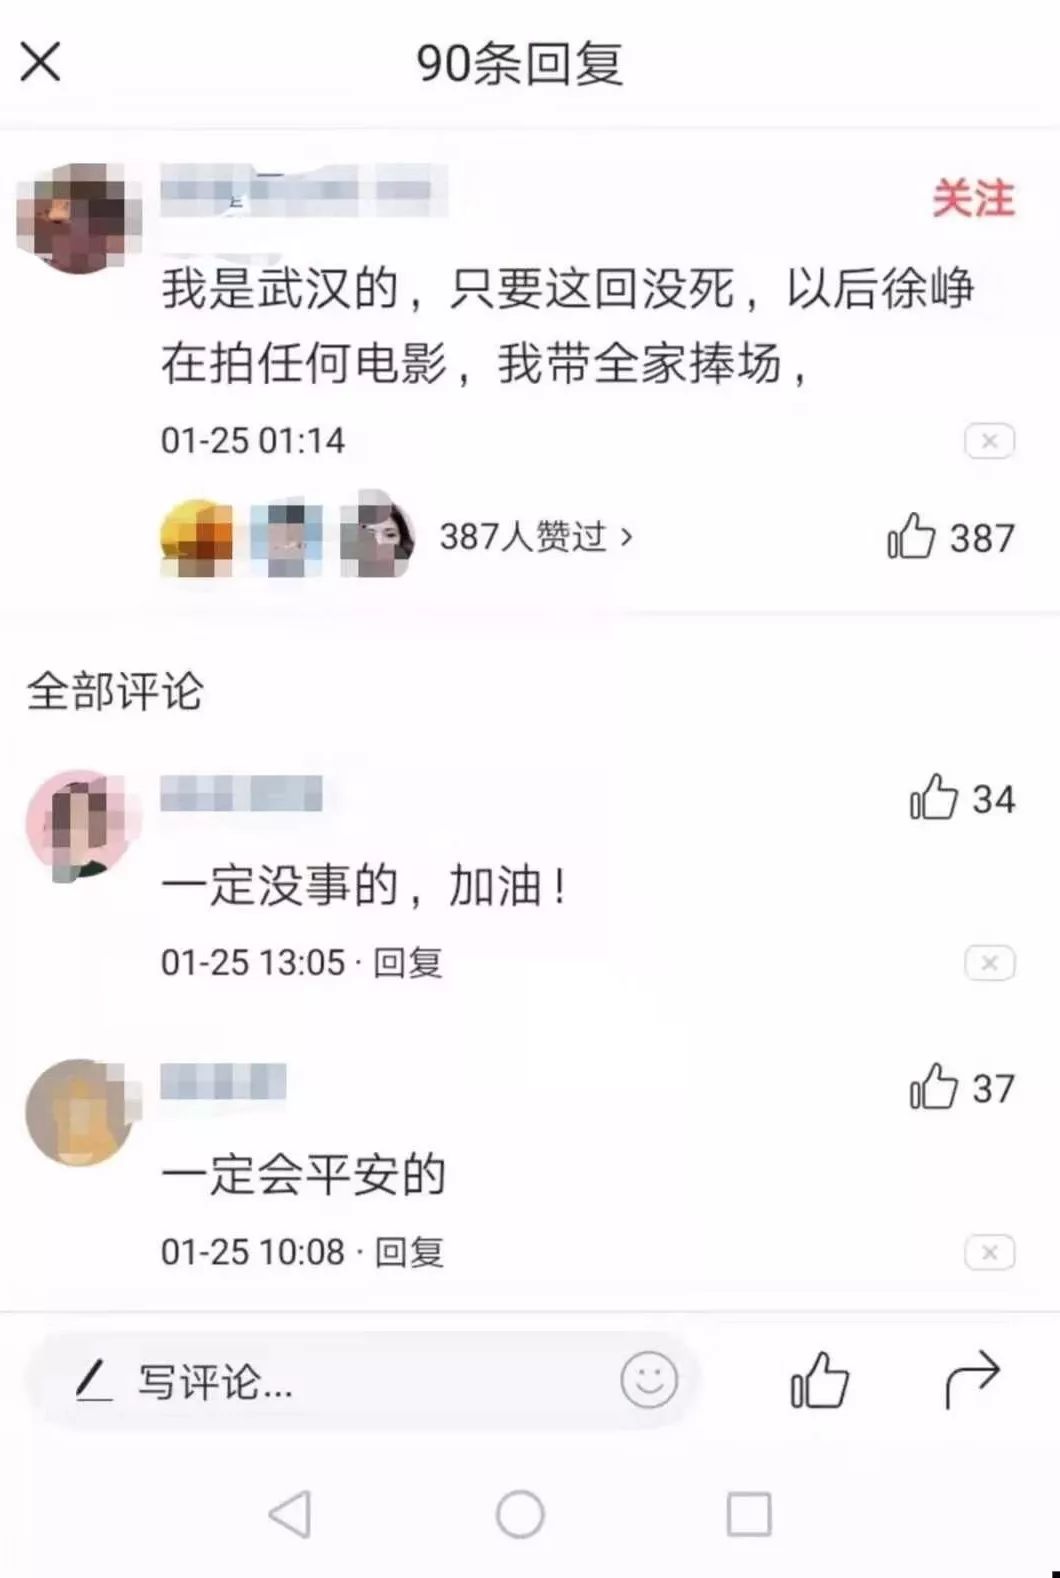 90条回复
关注
我是武汉的，只要这回没死，以后徐峥
在拍任何电影，我带全家捧场，
01-25 01:14
387人赞过 ›
387
全部评论
34
一定没事的，加油！
01-25 13:05 · 回复
37
一定会平安的
01-25 10:08 · 回复
写评论...